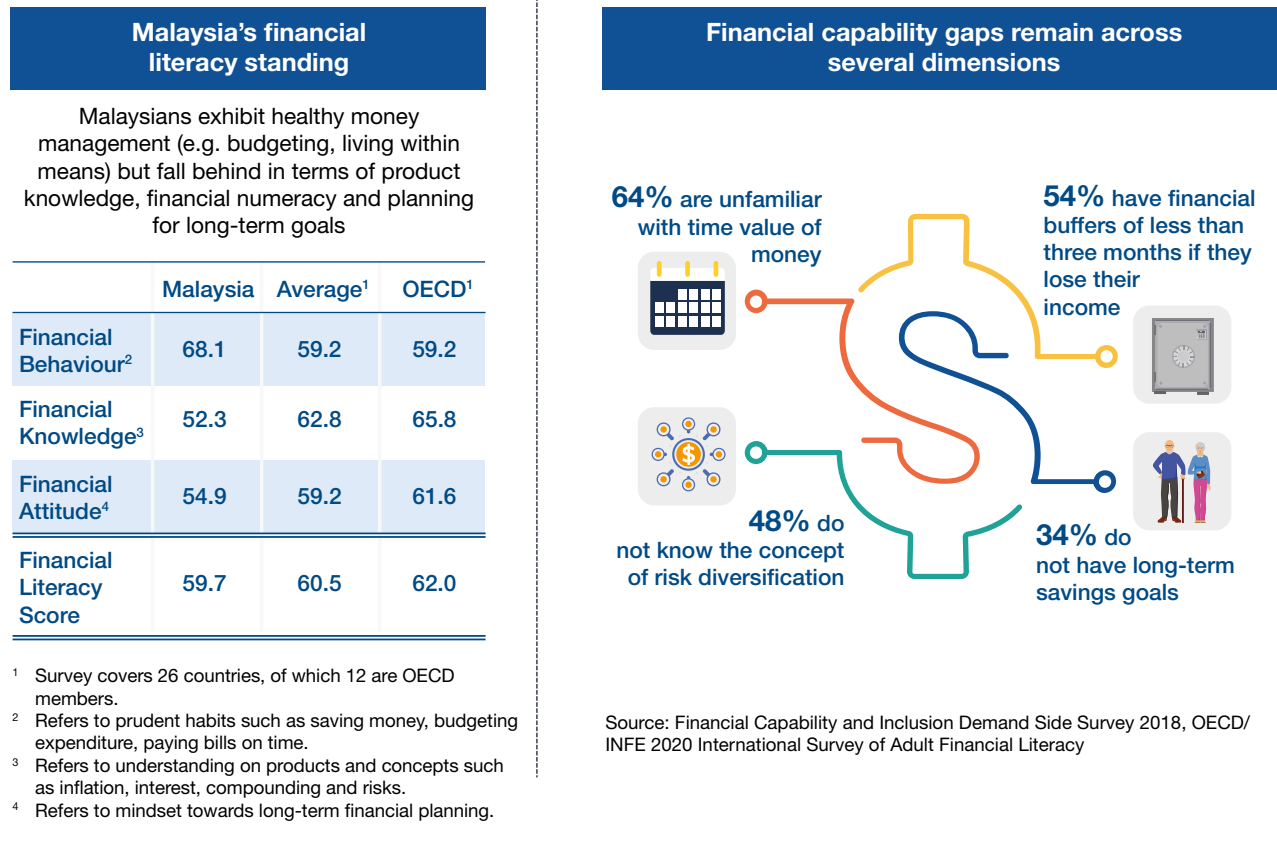 Malaysia's financial
literacy standing
Malaysians exhibit healthy money
management (e.g. budgeting, living within
means) but fall behind in terms of product
knowledge, financial numeracy and planning
for long-term goals
Malaysia Average¹ OECD¹
Financial
Behaviour² 68.1 59.2 59.2
Financial
Knowledge³ 52.3 62.8 65.8
Financial
Attitude⁴ 54.9 59.2 61.6
Financial
Literacy
Score 59.7 60.5 62.0
¹ Survey covers 26 countries, of which 12 are OECD
members.
² Refers to prudent habits such as saving money, budgeting
expenditure, paying bills on time.
³ Refers to understanding on products and concepts such
as inflation, interest, compounding and risks.
⁴ Refers to mindset towards long-term financial planning.
Financial capability gaps remain across
several dimensions
64% are unfamiliar
with time value of
money
54% have financial
buffers of less than
three months if they
lose their
income
$
48% do
not know the concept
of risk diversification
34% do
not have long-term
savings goals
Source: Financial Capability and Inclusion Demand Side Survey 2018, OECD/
INFE 2020 International Survey of Adult Financial Literacy